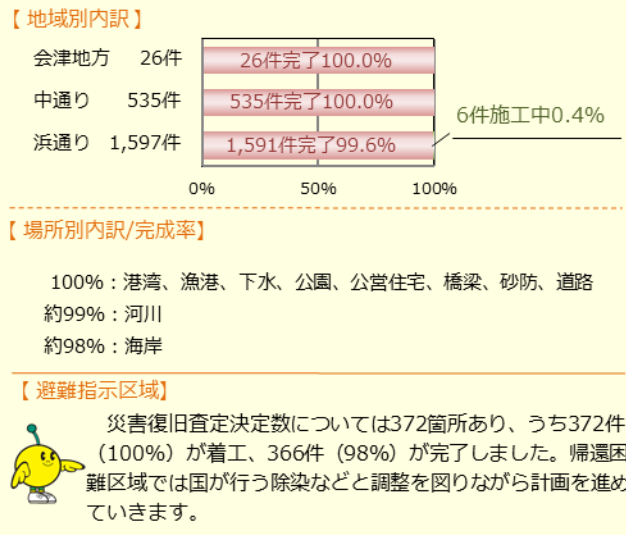 【 地域別内訳 】
会津地方 26件 26件完了100.0%
中通り 535件 535件完了100.0%
6件施工中0.4%
浜通り 1,597件 1,591件完了99.6%
0% 50% 100%
【 場所別内訳/完成率】
100%：港湾、漁港、下水、公園、公営住宅、橋梁、砂防、道路
約99%：河川
約98%：海岸
【 避難指示区域】
災害復旧査定決定数については372箇所あり、うち372件
（100%）が着工、366件（98%）が完了しました。帰還困
難区域では国が行う除染などと調整を図りながら計画を進め
ていきます。